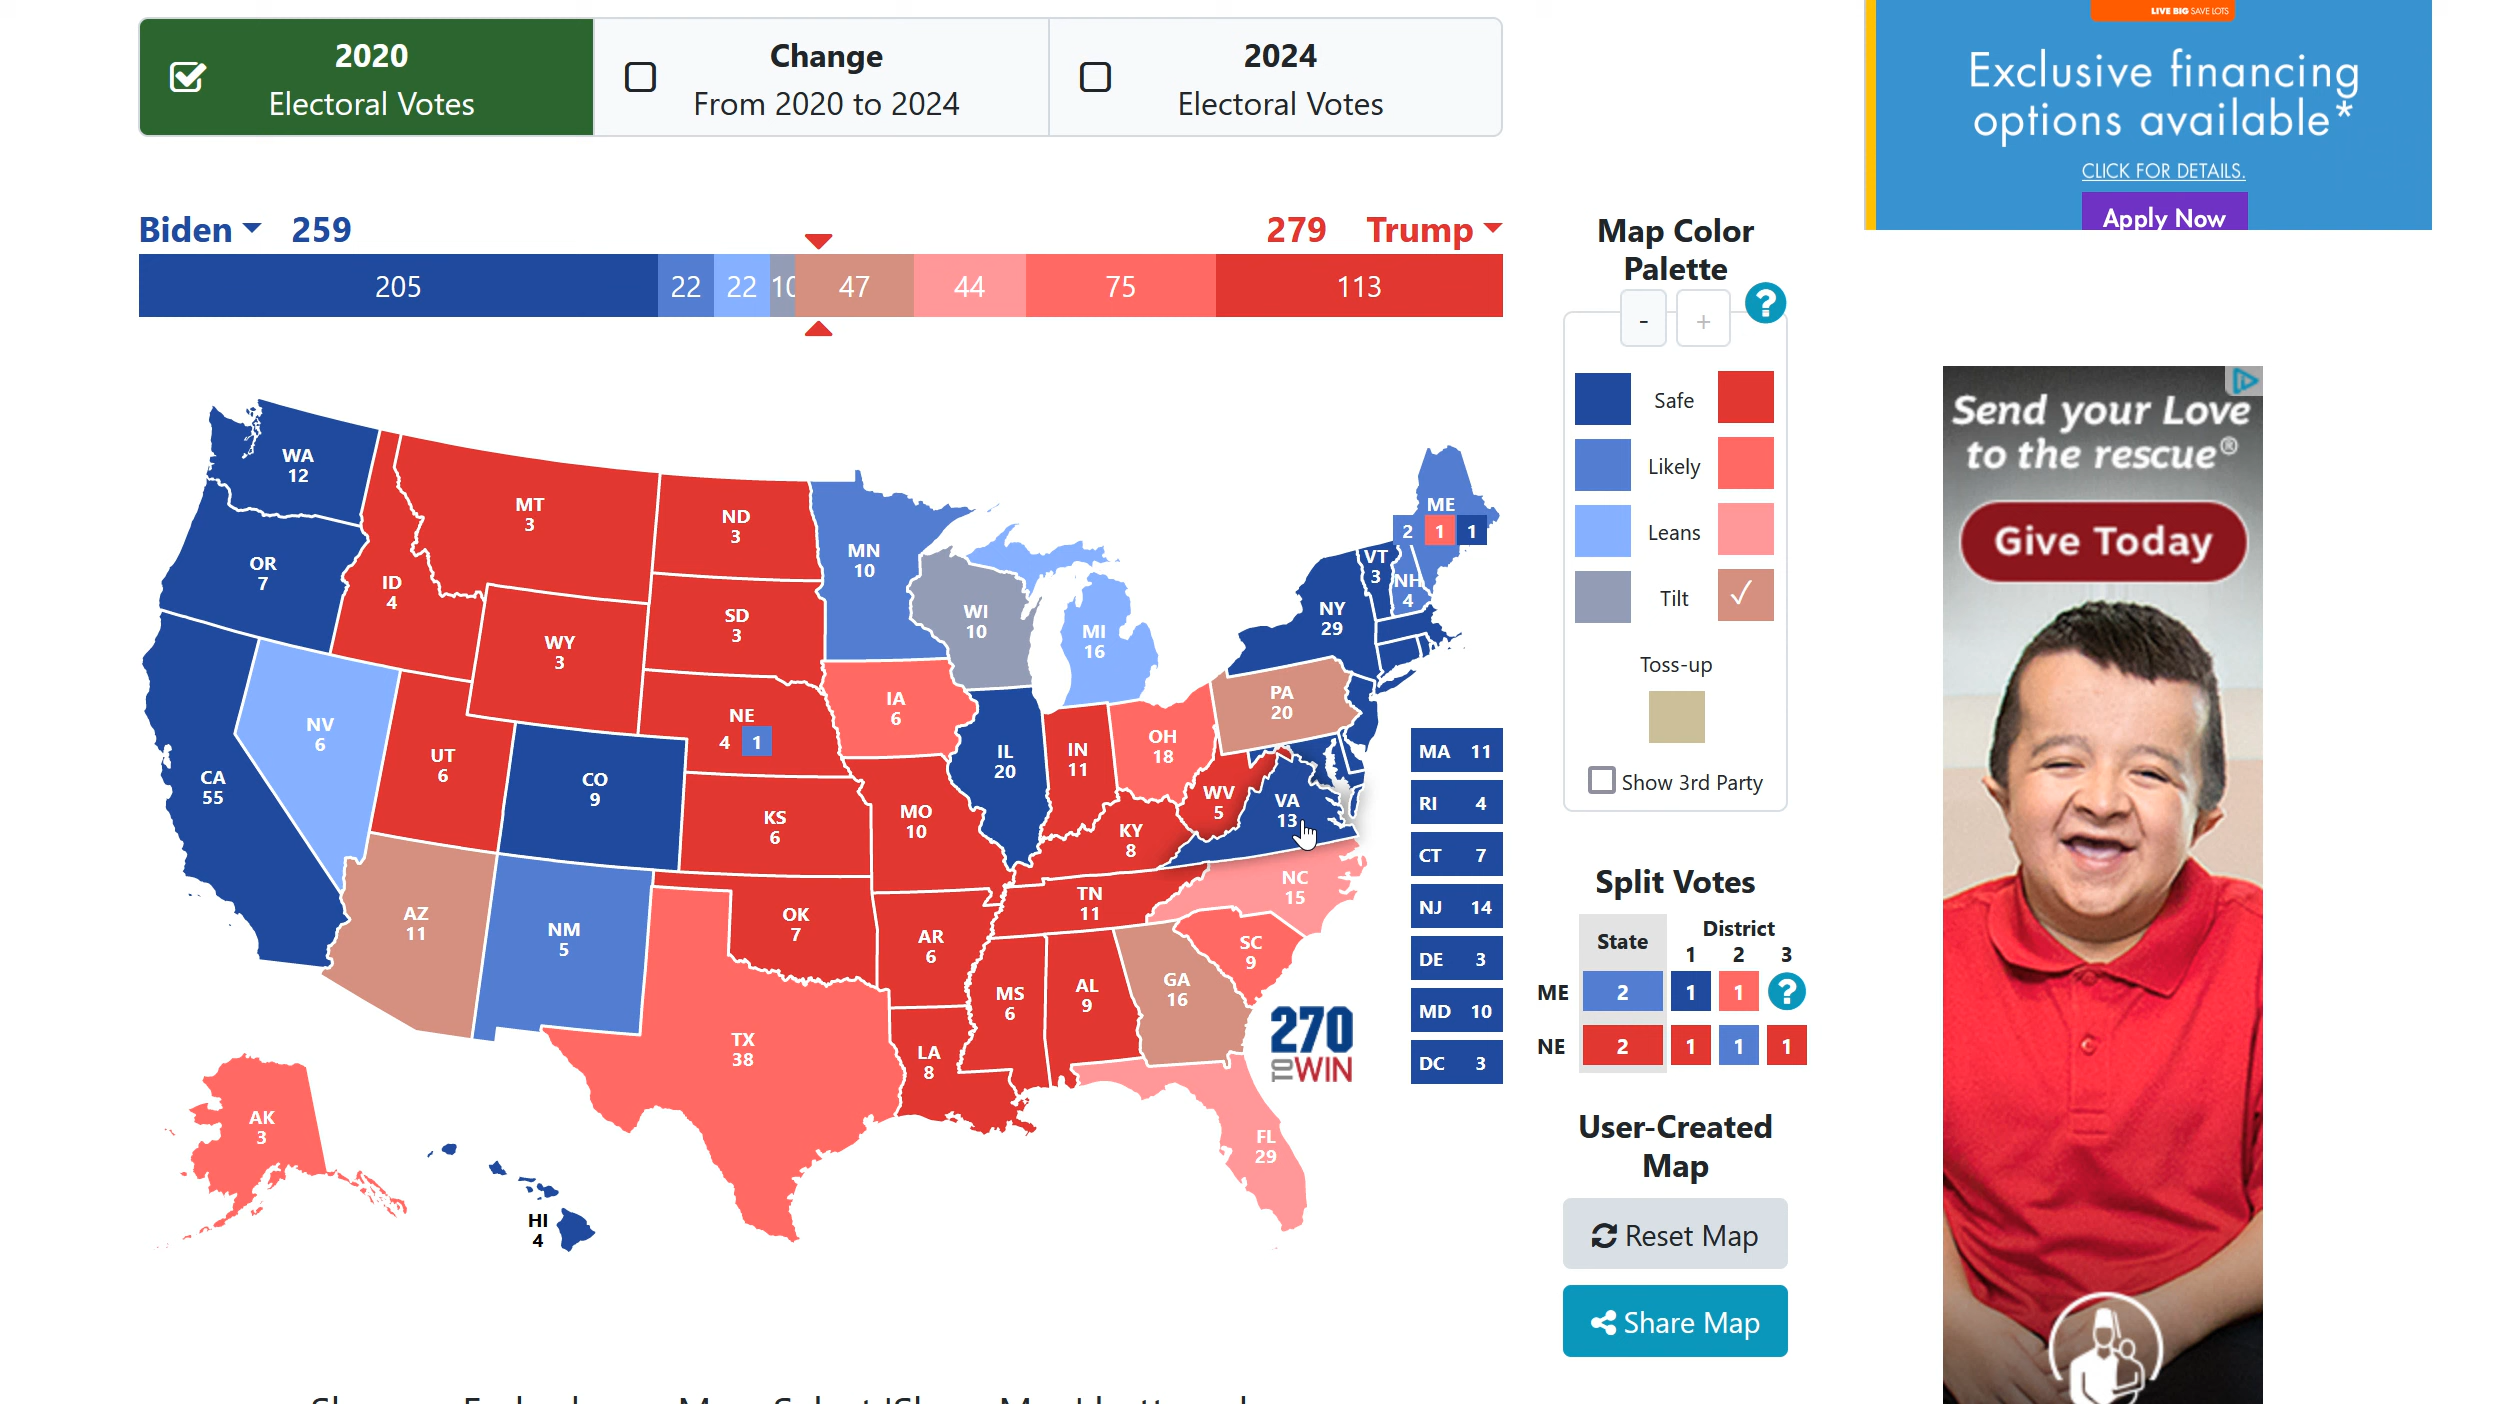 2020
Electoral Votes
Change
From 2020 to 2024
2024
Electoral Votes
LIVE BIG SAVE LOTS
Exclusive financing
options available*
CLICK FOR DETAILS.
Apply Now
Biden 259
279 Trump
205 22 22 10 47 44 75 113
Map Color
Palette
- +
?
Safe
Likely
Leans
Tilt
Toss-up
Show 3rd Party
WA
12
OR
7
CA
55
ID
4
NV
6
MT
3
WY
3
UT
6
AZ
11
CO
9
NM
5
ND
3
SD
3
NE
4 1
KS
6
OK
7
TX
38
MN
10
IA
6
MO
10
AR
6
LA
8
WI
10
IL
20
MI
16
IN
11
OH
18
KY
8
TN
11
MS
6
AL
9
GA
16
FL
29
SC
9
NC
15
VA
13
WV
5
PA
20
NY
29
VT
3
NH
4
ME
2 1 1
AK
3
HI
4
270
TO WIN
MA 11
RI 4
CT 7
NJ 14
DE 3
MD 10
DC 3
Split Votes
State
District
1 2 3
ME 2 1 1 ?
NE 2 1 1 1
User-Created
Map
Reset Map
Share Map
Send your Love
to the rescue®
Give Today